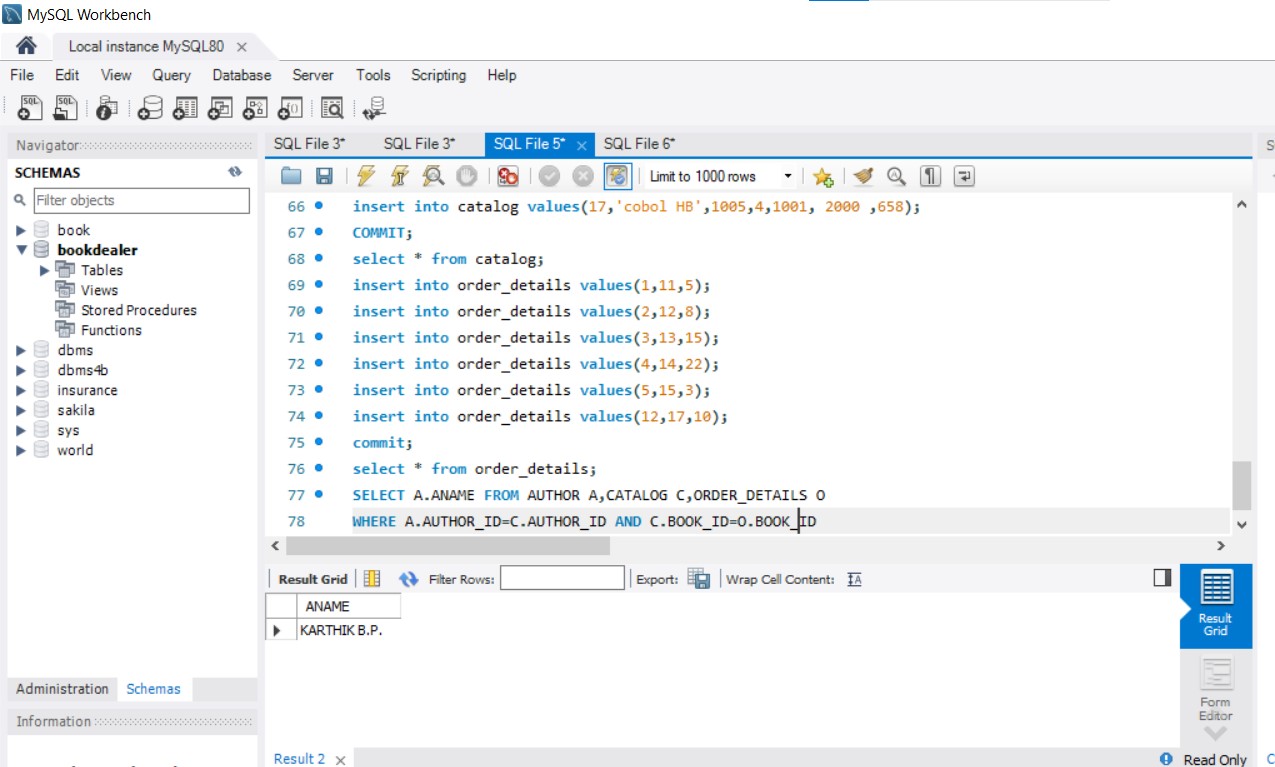 MySQL Workbench
Local instance MySQL80
File Edit View Query Database Server Tools Scripting Help
Navigator
SCHEMAS
Filter objects
book
bookdealer
Tables
Views
Stored Procedures
Functions
dbms
dbms4b
insurance
sakila
sys
world
Administration Schemas
Information
SQL File 3* SQL File 3* SQL File 5* SQL File 6*
Limit to 1000 rows
66 insert into catalog values(17,'cobol HB',1005,4,1001, 2000 ,658);
67 COMMIT;
68 select * from catalog;
69 insert into order_details values(1,11,5);
70 insert into order_details values(2,12,8);
71 insert into order_details values(3,13,15);
72 insert into order_details values(4,14,22);
73 insert into order_details values(5,15,3);
74 insert into order_details values(12,17,10);
75 commit;
76 select * from order_details;
77 SELECT A.ANAME FROM AUTHOR A,CATALOG C,ORDER_DETAILS O
78 WHERE A.AUTHOR_ID=C.AUTHOR_ID AND C.BOOK_ID=O.BOOK_ID
Result Grid Filter Rows: Export: Wrap Cell Content:
ANAME
KARTHIK B.P.
Result
Grid
Form
Editor
Result 2
Read Only